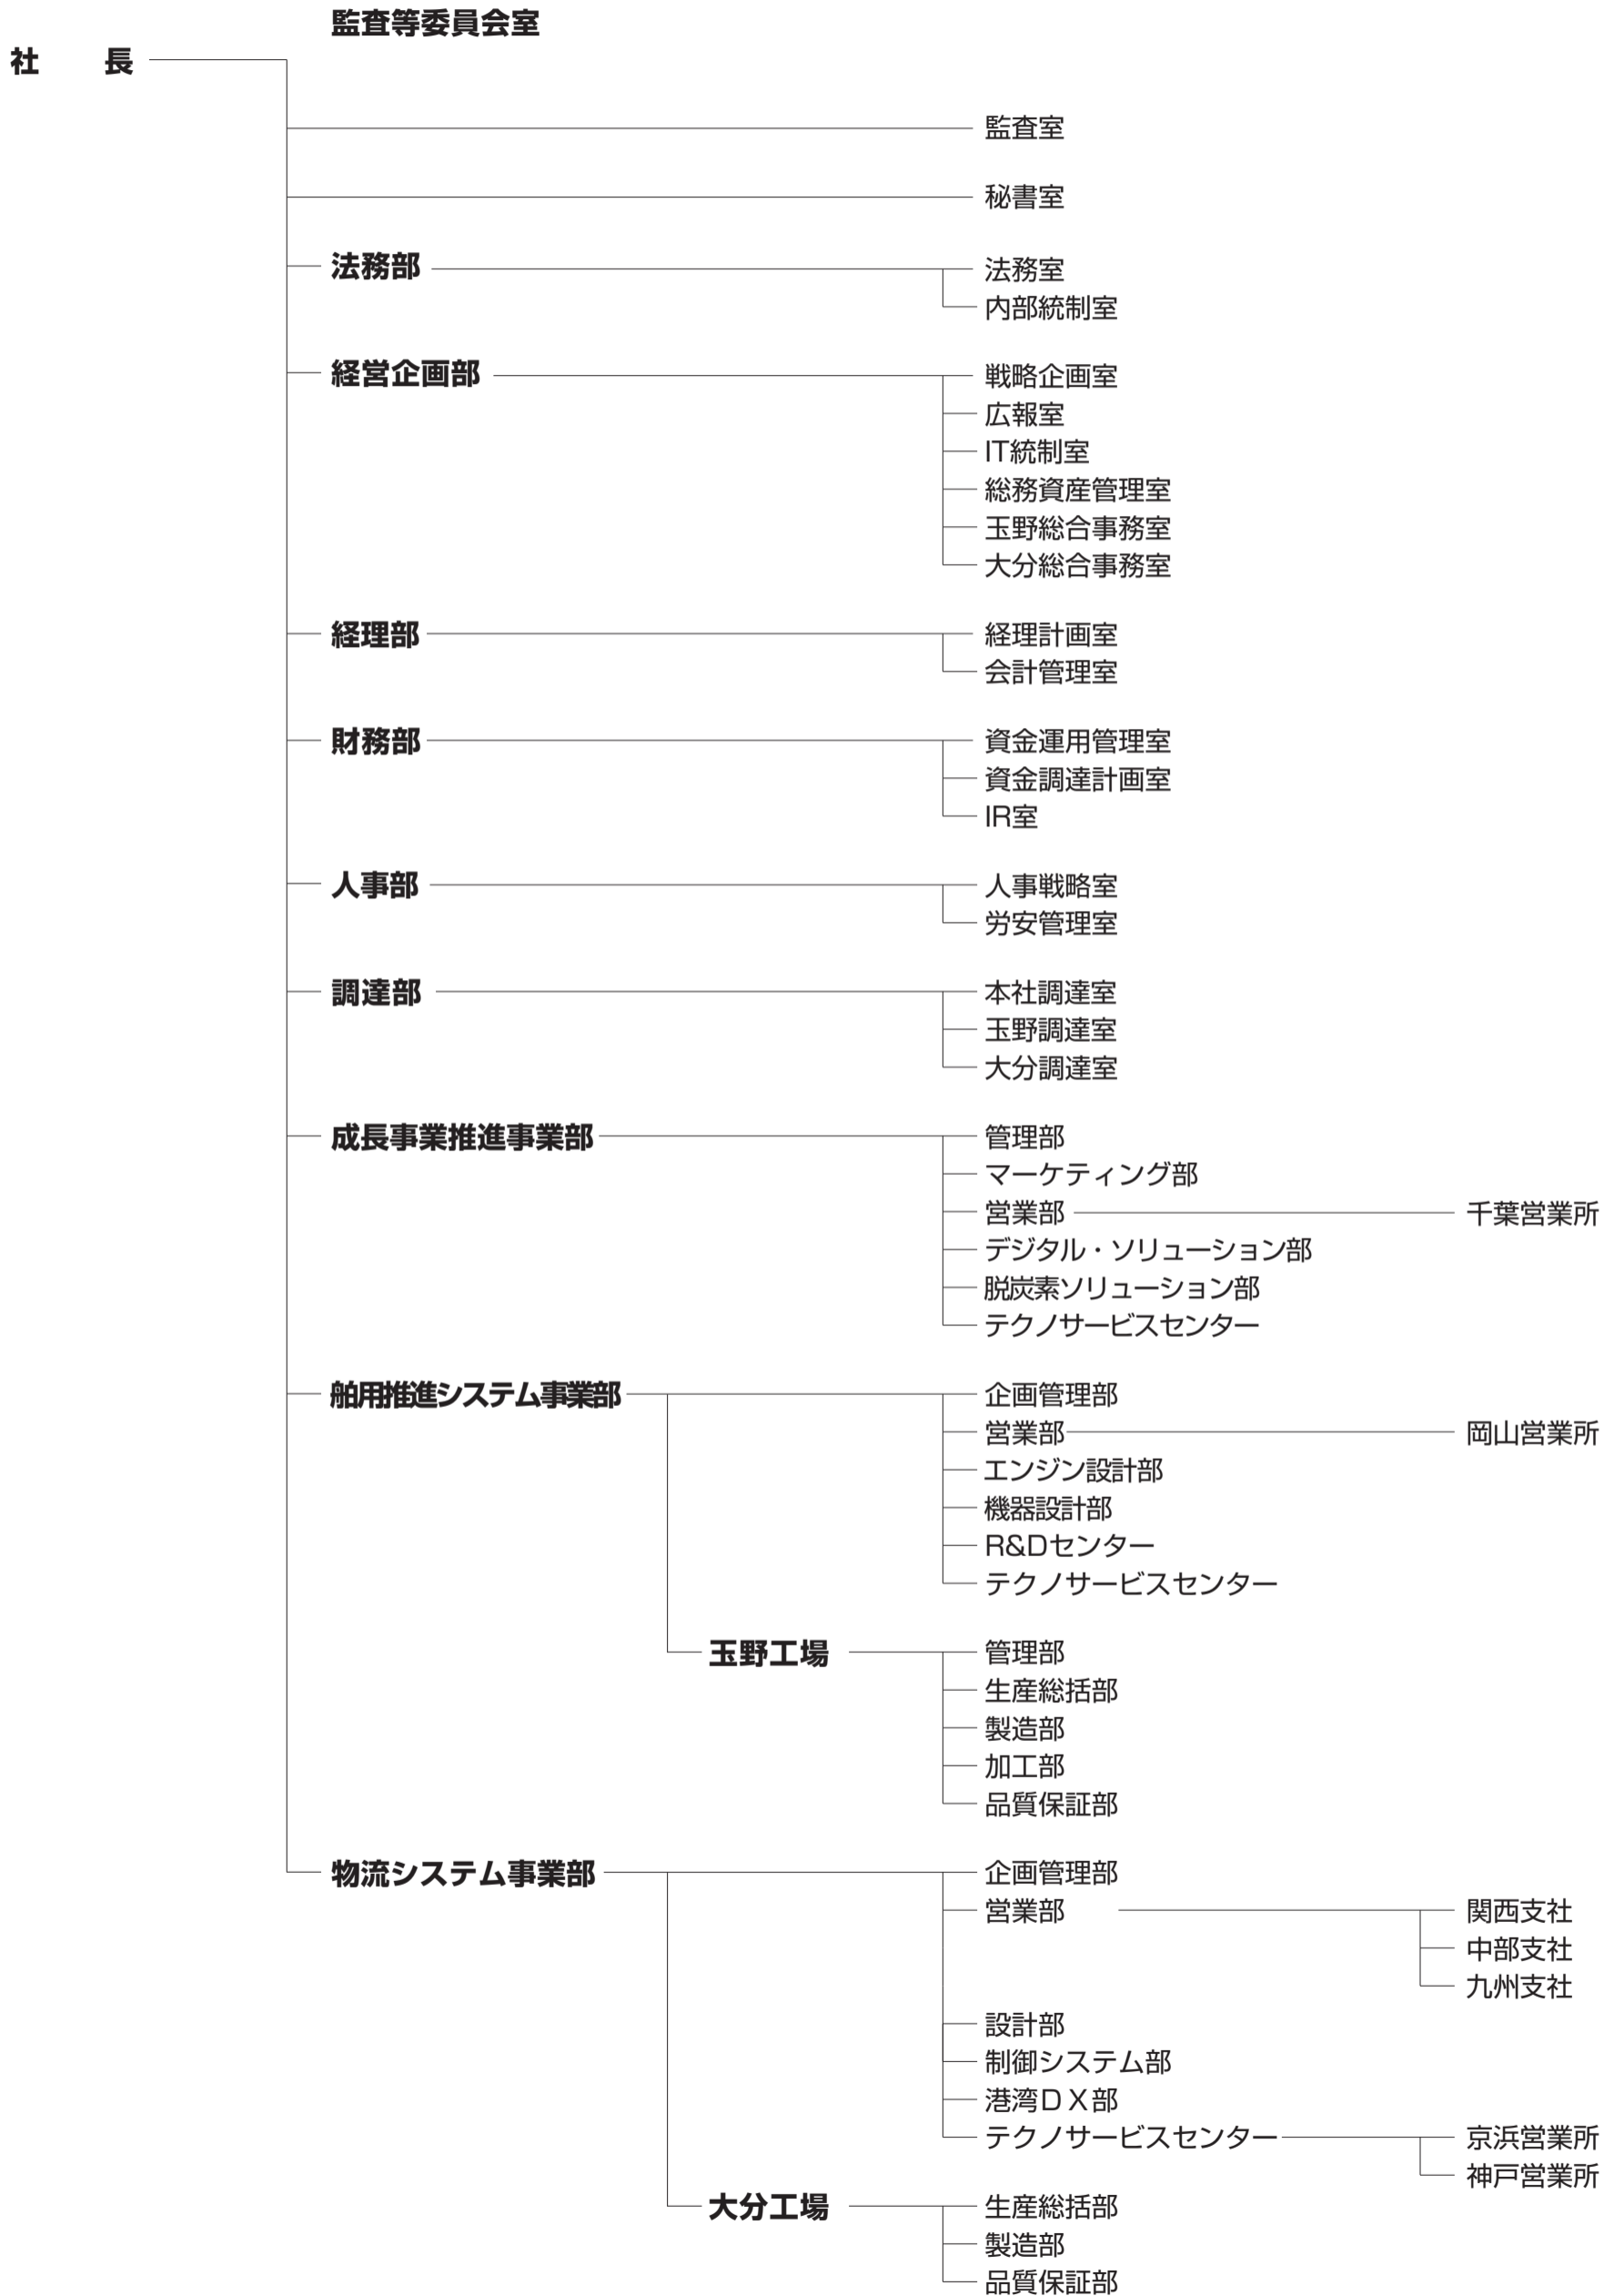 監査等委員会室
社　長
監査室
秘書室
法務部 法務室
内部統制室
経営企画部 戦略企画室
広報室
IT統制室
総務資産管理室
玉野総合事務室
大分総合事務室
経理部 経理計画室
会計管理室
財務部 資金運用管理室
資金調達計画室
IR室
人事部 人事戦略室
労安管理室
調達部 本社調達室
玉野調達室
大分調達室
成長事業推進事業部 管理部
マーケティング部
営業部 千葉営業所
デジタル・ソリューション部
脱炭素ソリューション部
テクノサービスセンター
舶用推進システム事業部 企画管理部
営業部 岡山営業所
エンジン設計部
機器設計部
R&Dセンター
テクノサービスセンター
玉野工場 管理部
生産総括部
製造部
加工部
品質保証部
物流システム事業部 企画管理部
営業部 関西支社
中部支社
九州支社
設計部
制御システム部
港湾ＤＸ部
テクノサービスセンター 京浜営業所
神戸営業所
大分工場 生産総括部
製造部
品質保証部